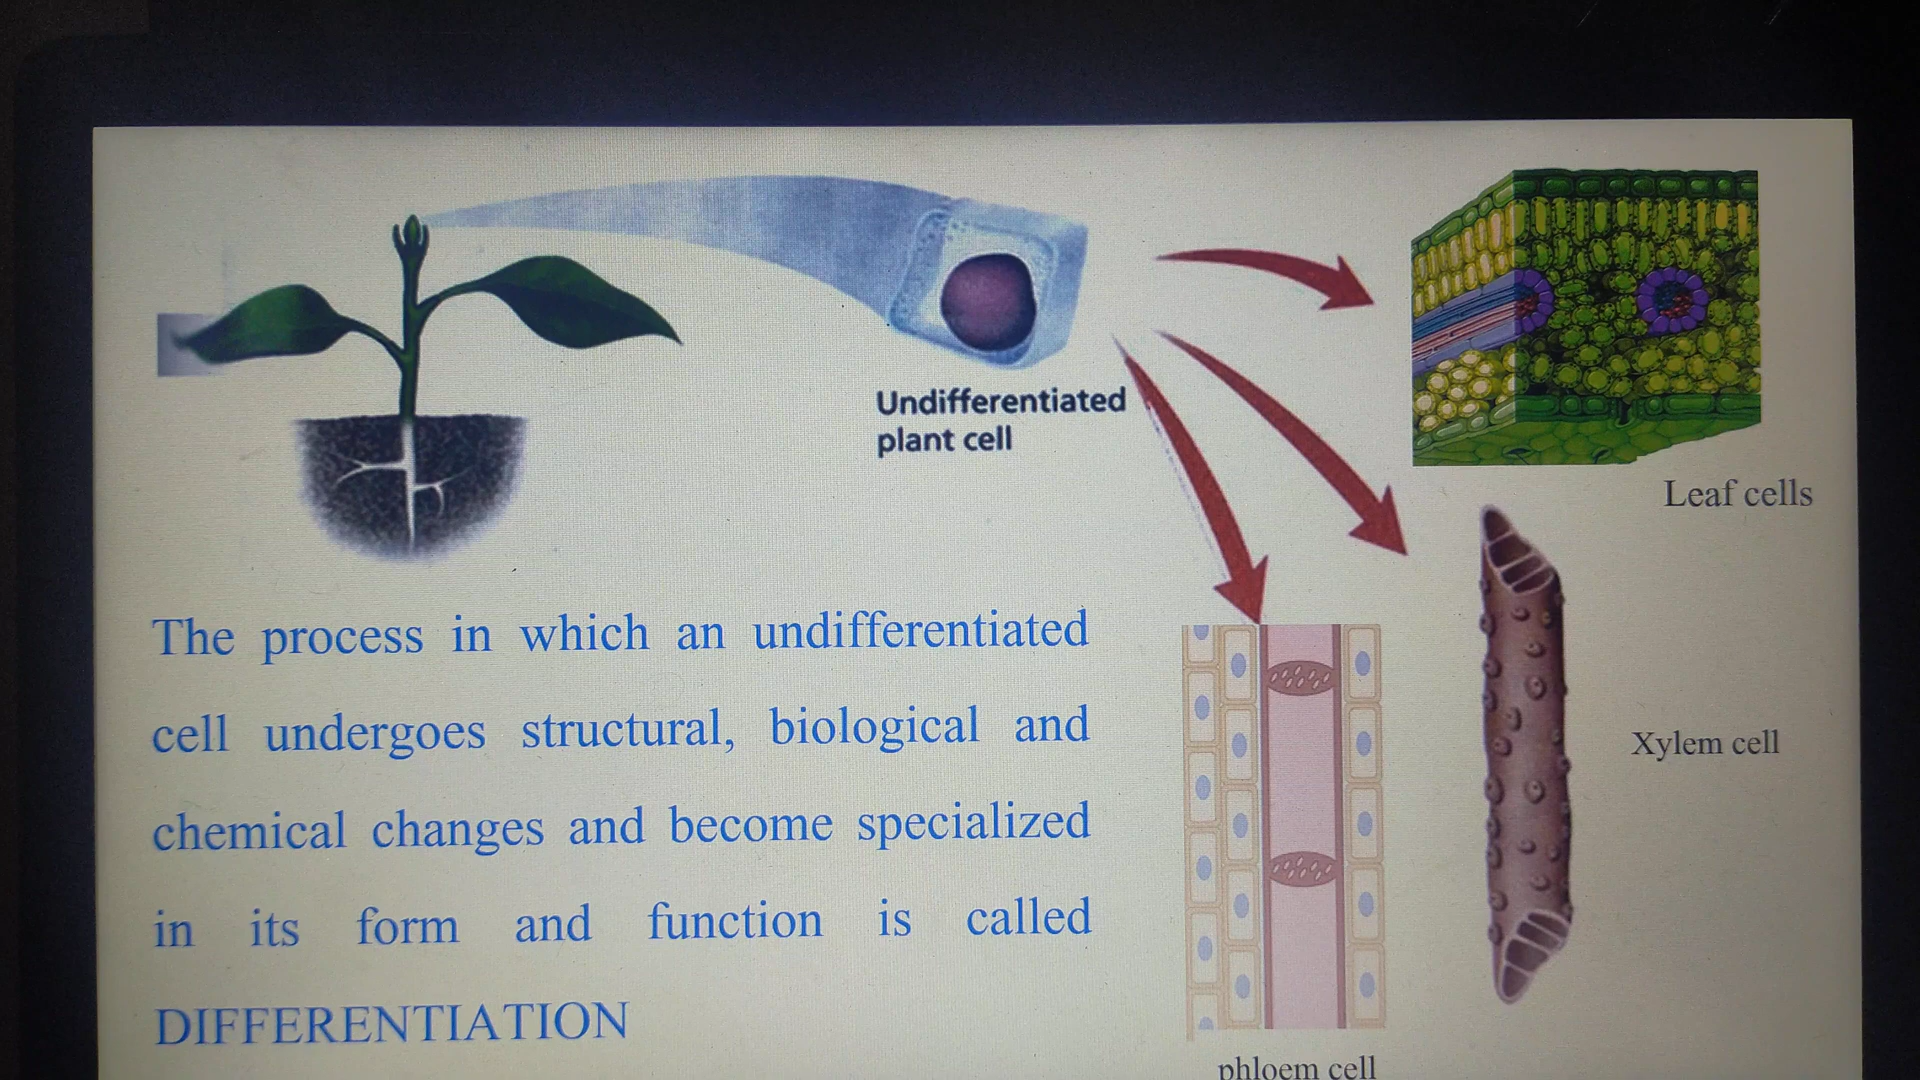 Undifferentiated
plant cell
Leaf cells
The process in which an undifferentiated
cell undergoes structural, biological and
chemical changes and become specialized
in its form and function is called
DIFFERENTIATION
Xylem cell
phloem cell